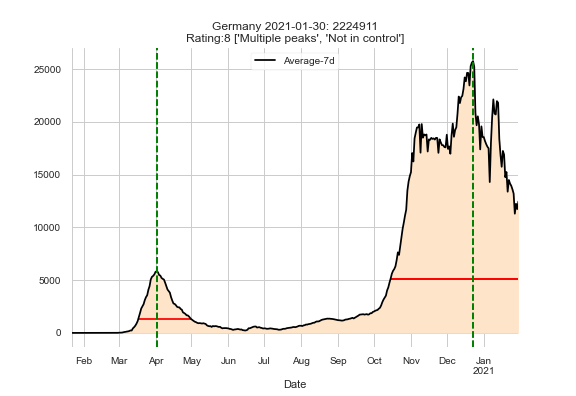 Germany 2021-01-30: 2224911
Rating:8 ['Multiple peaks', 'Not in control']
Average-7d
25000
20000
15000
10000
5000
0
Feb Mar Apr May Jun Jul Aug Sep Oct Nov Dec Jan
2021
Date